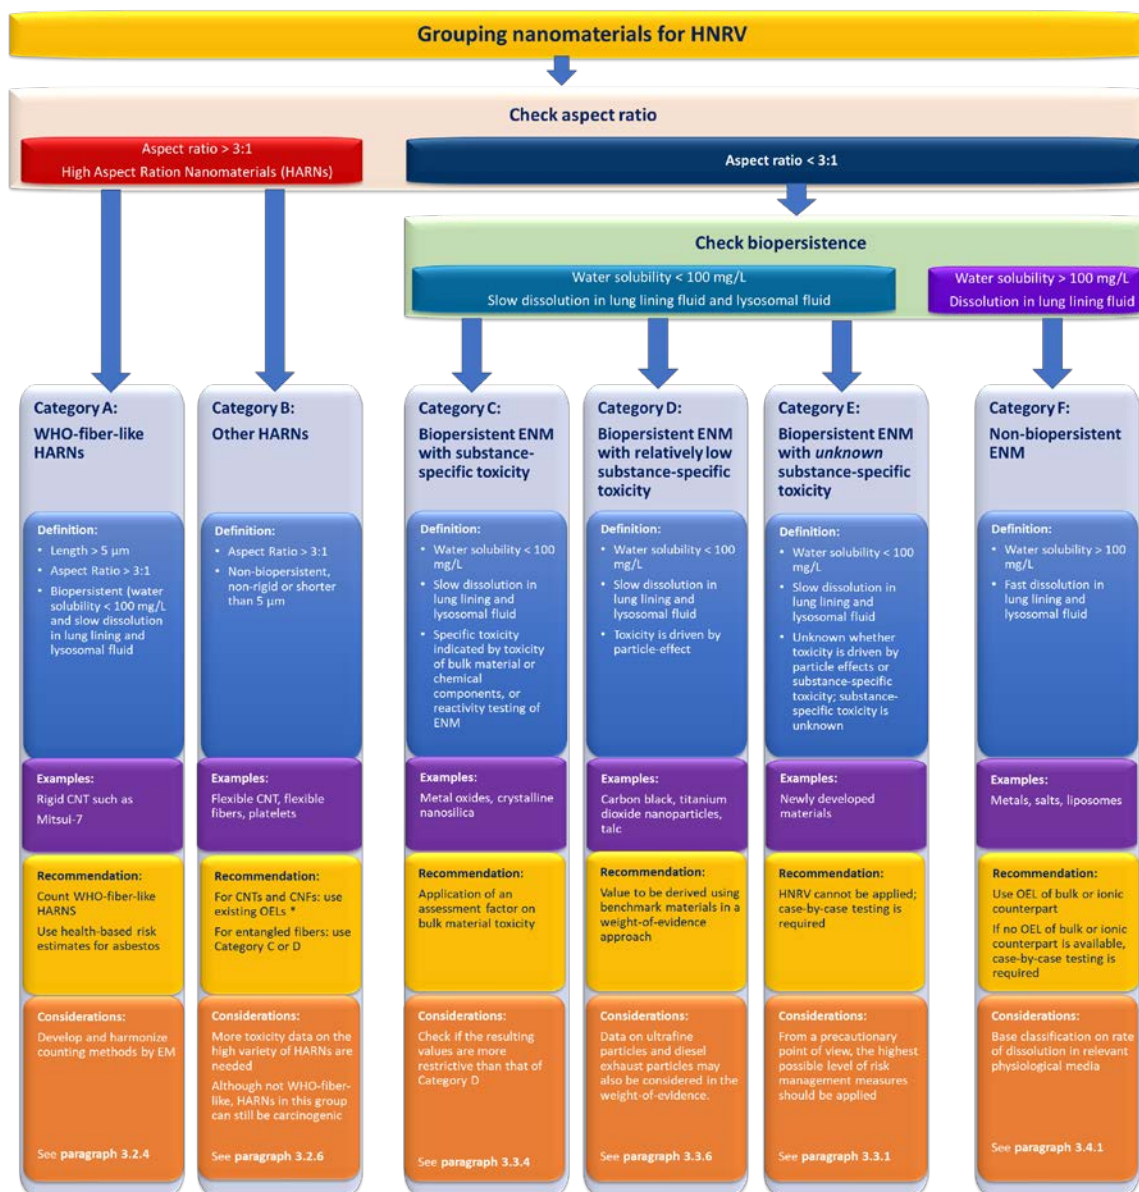 Grouping nanomaterials for HNRV
Check aspect ratio
Aspect ratio > 3:1
High Aspect Ration Nanomaterials (HARNs)
Aspect ratio < 3:1
Check biopersistence
Water solubility < 100 mg/L
Slow dissolution in lung lining fluid and lysosomal fluid
Water solubility > 100 mg/L
Dissolution in lung lining fluid
Category A:
WHO-fiber-like
HARNs
Definition:
• Length > 5 µm
• Aspect Ratio > 3:1
• Biopersistent (water
solubility < 100 mg/L
and slow dissolution
in lung lining and
lysosomal fluid
Examples:
Rigid CNT such as
Mitsui-7
Recommendation:
Count WHO-fiber-like
HARNS
Use health-based risk
estimates for asbestos
Considerations:
Develop and harmonize
counting methods by EM
See paragraph 3.2.4
Category B:
Other HARNs
Definition:
• Aspect Ratio > 3:1
• Non-biopersistent,
non-rigid or shorter
than 5 µm
Examples:
Flexible CNT, flexible
fibers, platelets
Recommendation:
For CNTs and CNFs: use
existing OELs *
For entangled fibers: use
Category C or D
Considerations:
More toxicity data on the
high variety of HARNs are
needed
Although not WHO-fiber-
like, HARNs in this group
can still be carcinogenic
See paragraph 3.2.6
Category C:
Biopersistent ENM
with substance-
specific toxicity
Definition:
• Water solubility < 100
mg/L
• Slow dissolution in
lung lining and
lysosomal fluid
• Specific toxicity
indicated by toxicity
of bulk material or
chemical
components, or
reactivity testing of
ENM
Examples:
Metal oxides, crystalline
nanosilica
Recommendation:
Application of an
assessment factor on
bulk material toxicity
Considerations:
Check if the resulting
values are more
restrictive than that of
Category D
See paragraph 3.3.4
Category D:
Biopersistent ENM
with relatively low
substance-specific
toxicity
Definition:
• Water solubility < 100
mg/L
• Slow dissolution in
lung lining and
lysosomal fluid
• Toxicity is driven by
particle-effect
Examples:
Carbon black, titanium
dioxide nanoparticles,
talc
Recommendation:
Value to be derived using
benchmark materials in a
weight-of-evidence
approach
Considerations:
Data on ultrafine
particles and diesel
exhaust particles may
also be considered in the
weight-of-evidence.
See paragraph 3.3.6
Category E:
Biopersistent ENM
with unknown
substance-specific
toxicity
Definition:
• Water solubility < 100
mg/L
• Slow dissolution in
lung lining and
lysosomal fluid
• Unknown whether
toxicity is driven by
particle effects or
substance-specific
toxicity; substance-
specific toxicity is
unknown
Examples:
Newly developed
materials
Recommendation:
HNRV cannot be applied;
case-by-case testing is
required
Considerations:
From a precautionary
point of view, the highest
possible level of risk
management measures
should be applied
See paragraph 3.3.1
Category F:
Non-biopersistent
ENM
Definition:
• Water solubility > 100
mg/L
• Fast dissolution in
lung lining and
lysosomal fluid
Examples:
Metals, salts, liposomes
Recommendation:
Use OEL of bulk or ionic
counterpart
If no OEL of bulk or ionic
counterpart is available,
case-by-case testing is
required
Considerations:
Base classification on rate
of dissolution in relevant
physiological media
See paragraph 3.4.1